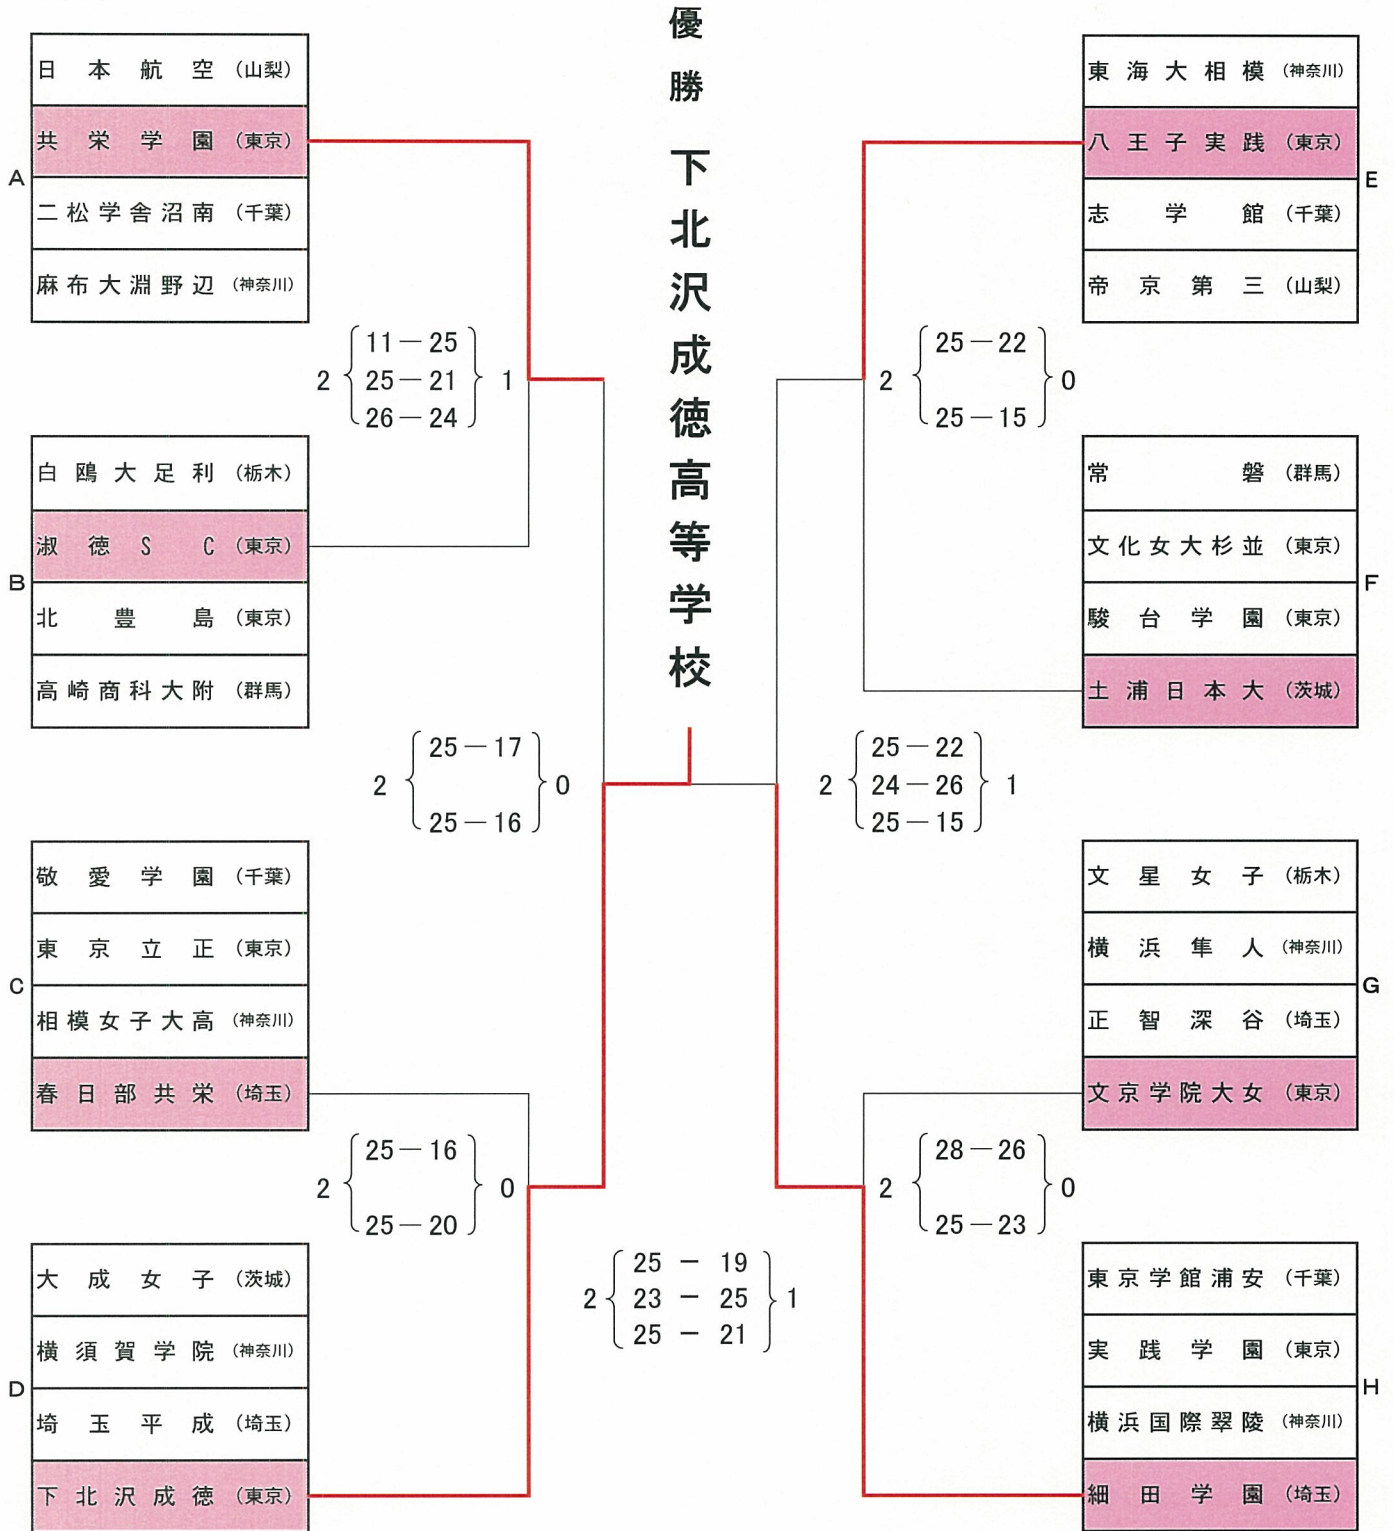 優勝 下北沢成徳高等学校
A
日本航空 (山梨)
共栄学園 (東京)
二松学舎沼南 (千葉)
麻布大淵野辺 (神奈川)
2 11―25 1
25―21
26―24
B
白鴎大足利 (栃木)
淑徳SC (東京)
北豊島 (東京)
高崎商科大附 (群馬)
2 25―17 0
25―16
C
敬愛学園 (千葉)
東京立正 (東京)
相模女子大高 (神奈川)
春日部共栄 (埼玉)
2 25―16 0
25―20
D
大成女子 (茨城)
横須賀学院 (神奈川)
埼玉平成 (埼玉)
下北沢成徳 (東京)
2 25 － 19 1
23 － 25
25 － 21
E
東海大相模 (神奈川)
八王子実践 (東京)
志学館 (千葉)
帝京第三 (山梨)
2 25―22 0
25―15
F
常磐 (群馬)
文化女大杉並 (東京)
駿台学園 (東京)
土浦日本大 (茨城)
2 25―22 1
24―26
25―15
G
文星女子 (栃木)
横浜隼人 (神奈川)
正智深谷 (埼玉)
文京学院大女 (東京)
2 28―26 0
25―23
H
東京学館浦安 (千葉)
実践学園 (東京)
横浜国際翠陵 (神奈川)
細田学園 (埼玉)